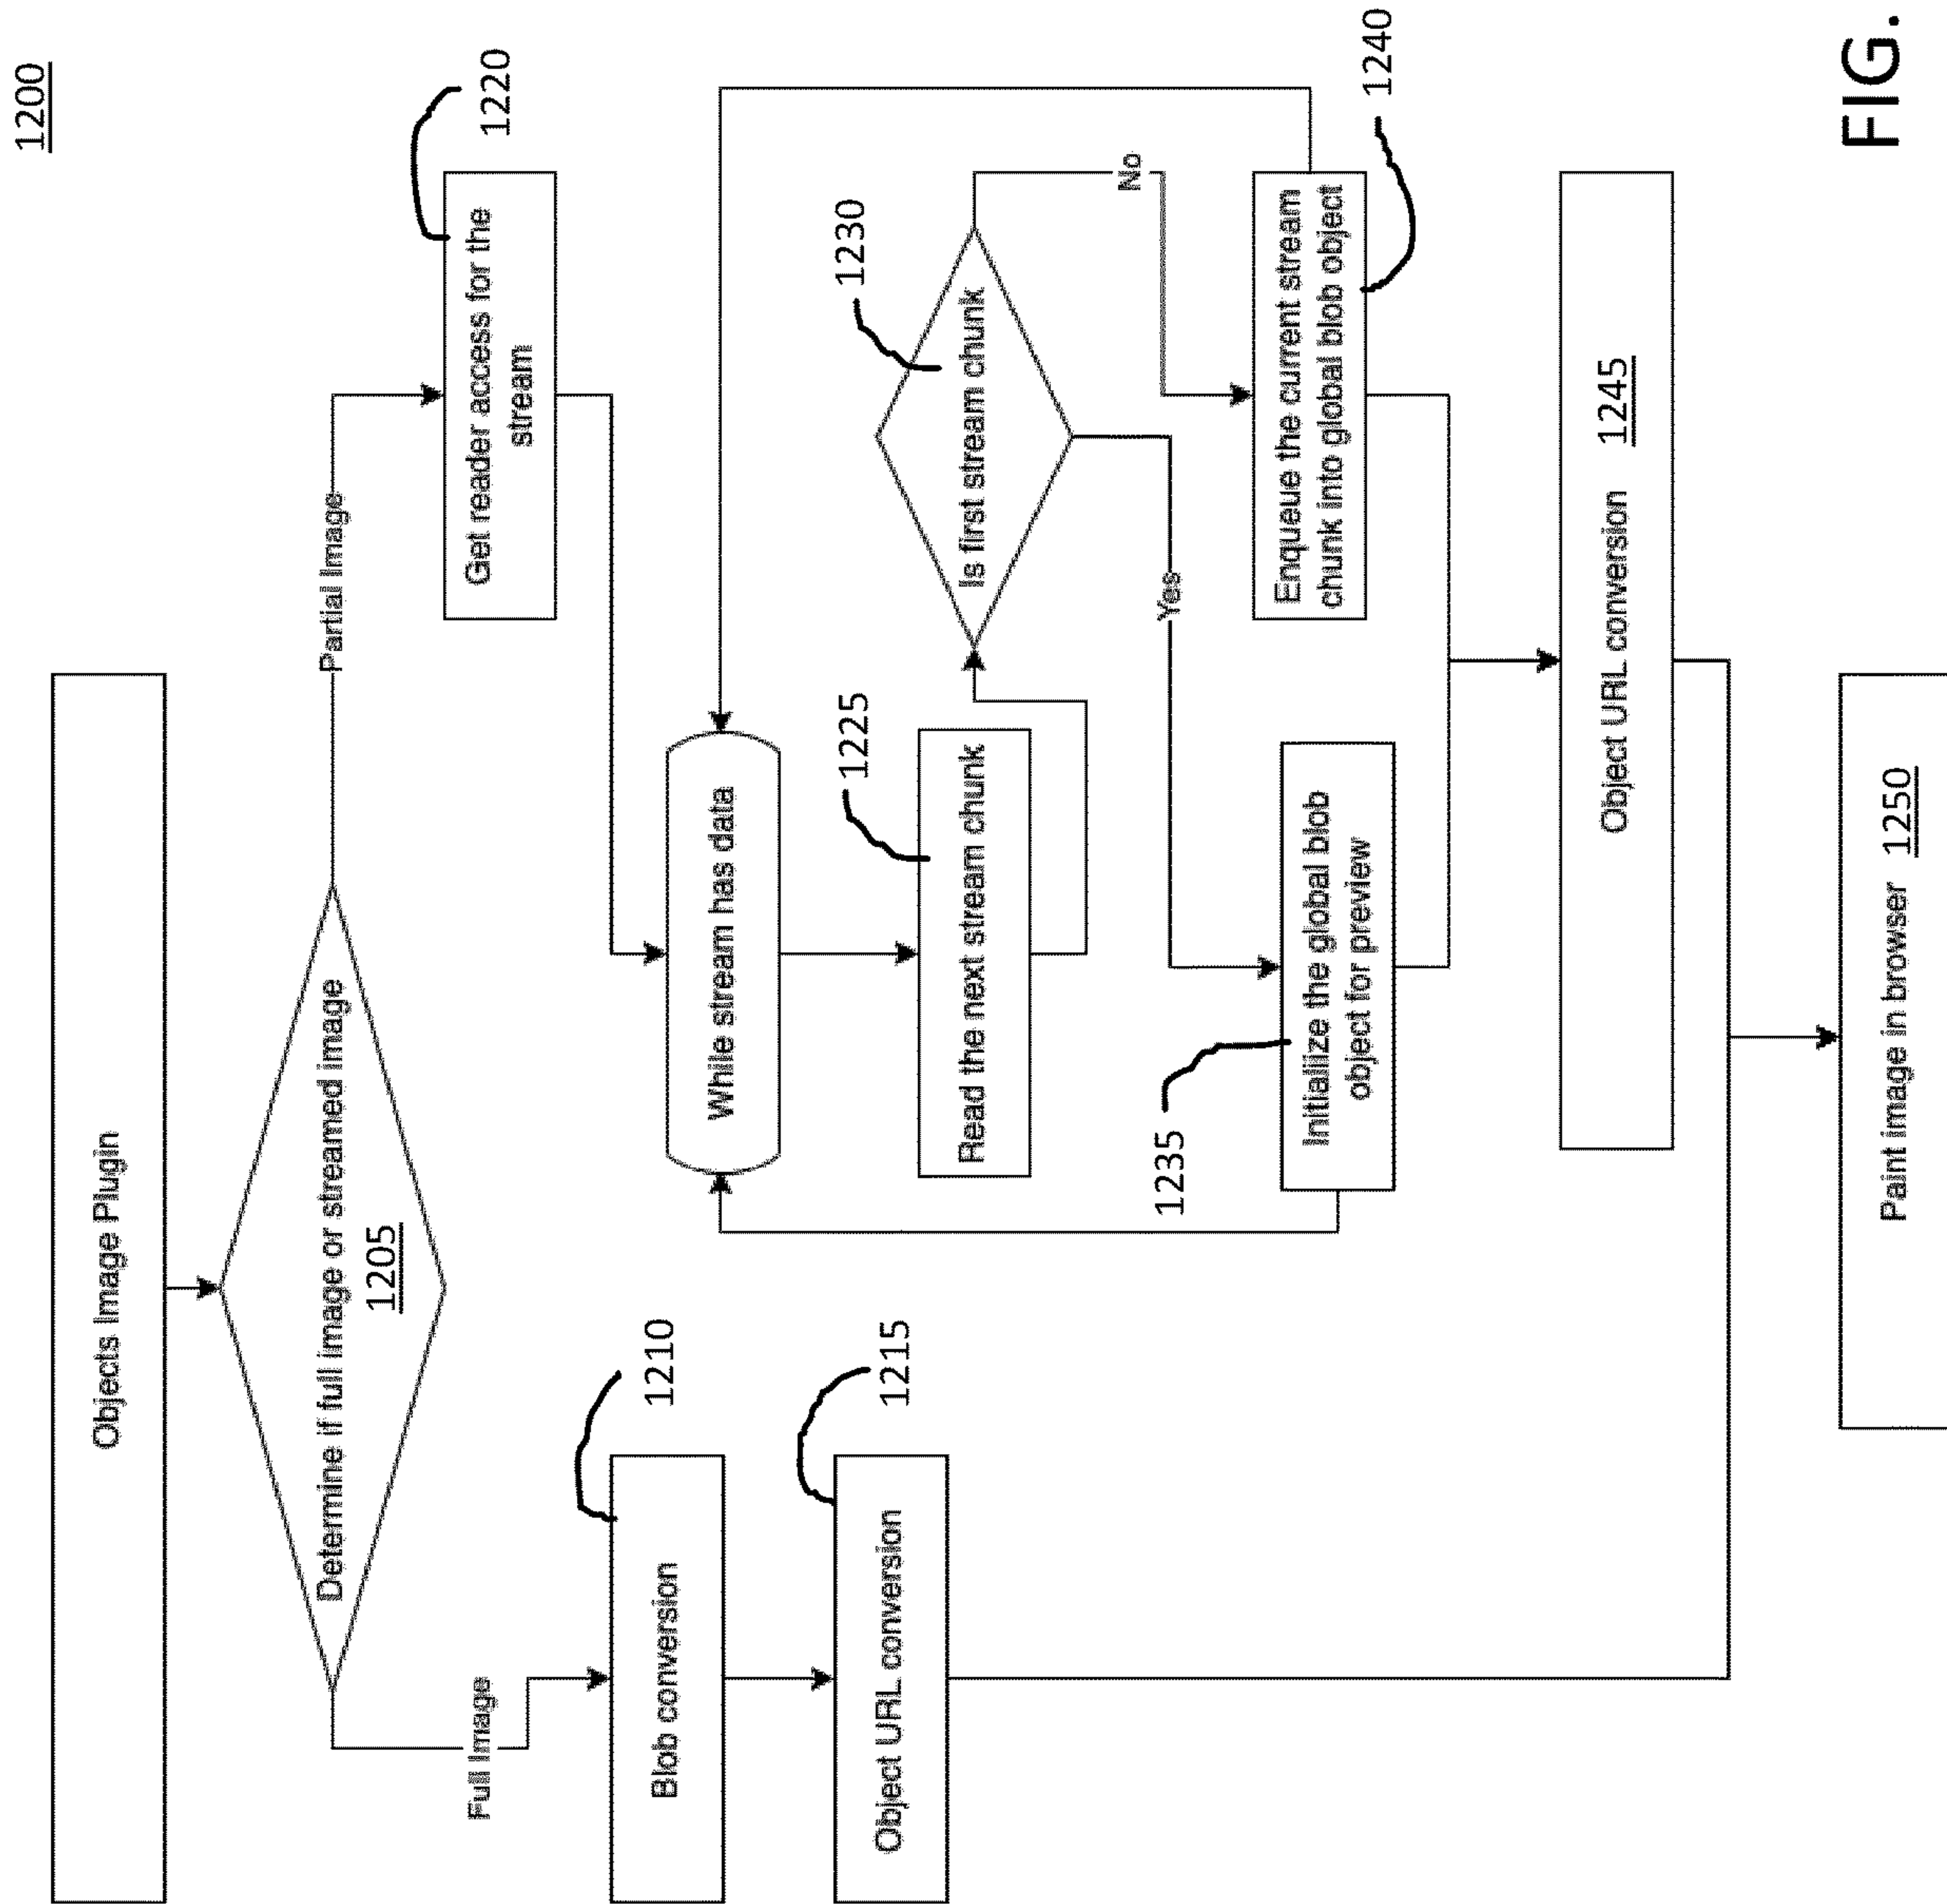 1200
Objects Image Plugin
Determine if full image or streamed image
1205
Full Image
Partial Image
1210
Blob conversion
1215
Object URL conversion
1220
Get reader access for the
stream
While stream has data
1225
Read the next stream chunk
1230
Is first stream chunk
Yes
No
1235
Initialize the global blob
object for preview
1240
Enqueue the current stream
chunk into global blob object
Object URL conversion 1245
Paint image in browser 1250
FIG.